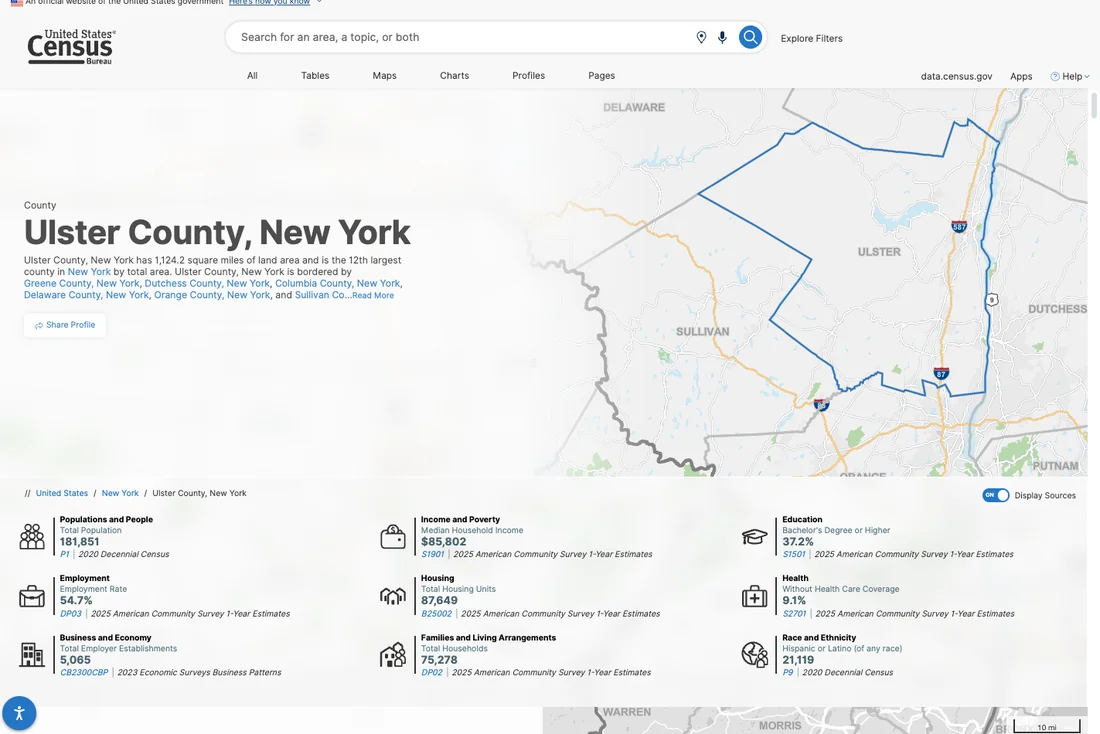 An official website of the United States government Here's how you know
United States®
Census
Bureau
Search for an area, a topic, or both
Explore Filters
All Tables Maps Charts Profiles Pages
data.census.gov Apps Help
County
Ulster County, New York
Ulster County, New York has 1,124.2 square miles of land area and is the 12th largest
county in New York by total area. Ulster County, New York is bordered by
Greene County, New York, Dutchess County, New York, Columbia County, New York,
Delaware County, New York, Orange County, New York, and Sullivan Co...Read More
Share Profile
DELAWARE
587
ULSTER
9
DUTCHESS
SULLIVAN
87
PUTNAM
ORANGE
// United States / New York / Ulster County, New York
ON Display Sources
Populations and People
Total Population
181,851
P1 | 2020 Decennial Census
Income and Poverty
Median Household Income
$85,802
S1901 | 2025 American Community Survey 1-Year Estimates
Education
Bachelor's Degree or Higher
37.2%
S1501 | 2025 American Community Survey 1-Year Estimates
Employment
Employment Rate
54.7%
DP03 | 2025 American Community Survey 1-Year Estimates
Housing
Total Housing Units
87,649
B25002 | 2025 American Community Survey 1-Year Estimates
Health
Without Health Care Coverage
9.1%
S2701 | 2025 American Community Survey 1-Year Estimates
Business and Economy
Total Employer Establishments
5,065
CB2300CBP | 2023 Economic Surveys Business Patterns
Families and Living Arrangements
Total Households
75,278
DP02 | 2025 American Community Survey 1-Year Estimates
Race and Ethnicity
Hispanic or Latino (of any race)
21,119
P9 | 2020 Decennial Census
WARREN
MORRIS
10 mi